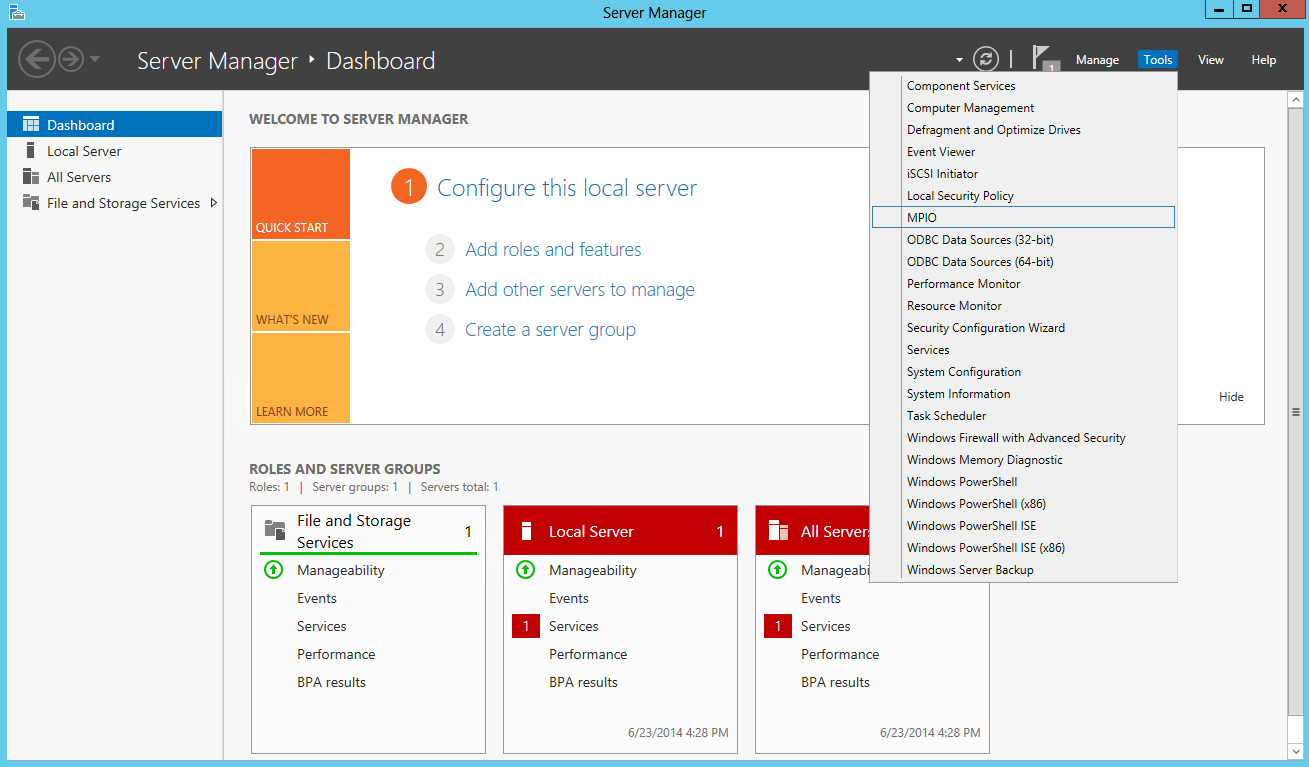 Server Manager
Server Manager ‣ Dashboard
1
Manage
Tools
View
Help
Dashboard
Local Server
All Servers
File and Storage Services
WELCOME TO SERVER MANAGER
QUICK START
WHAT'S NEW
LEARN MORE
1 Configure this local server
2 Add roles and features
3 Add other servers to manage
4 Create a server group
Hide
Component Services
Computer Management
Defragment and Optimize Drives
Event Viewer
iSCSI Initiator
Local Security Policy
MPIO
ODBC Data Sources (32-bit)
ODBC Data Sources (64-bit)
Performance Monitor
Resource Monitor
Security Configuration Wizard
Services
System Configuration
System Information
Task Scheduler
Windows Firewall with Advanced Security
Windows Memory Diagnostic
Windows PowerShell
Windows PowerShell (x86)
Windows PowerShell ISE
Windows PowerShell ISE (x86)
Windows Server Backup
ROLES AND SERVER GROUPS
Roles: 1 | Server groups: 1 | Servers total: 1
File and Storage
Services
1
Manageability
Events
Services
Performance
BPA results
Local Server 1
Manageability
Events
1 Services
Performance
BPA results
6/23/2014 4:28 PM
All Servers
Manageabi
Events
1 Services
Performance
BPA results
6/23/2014 4:28 PM